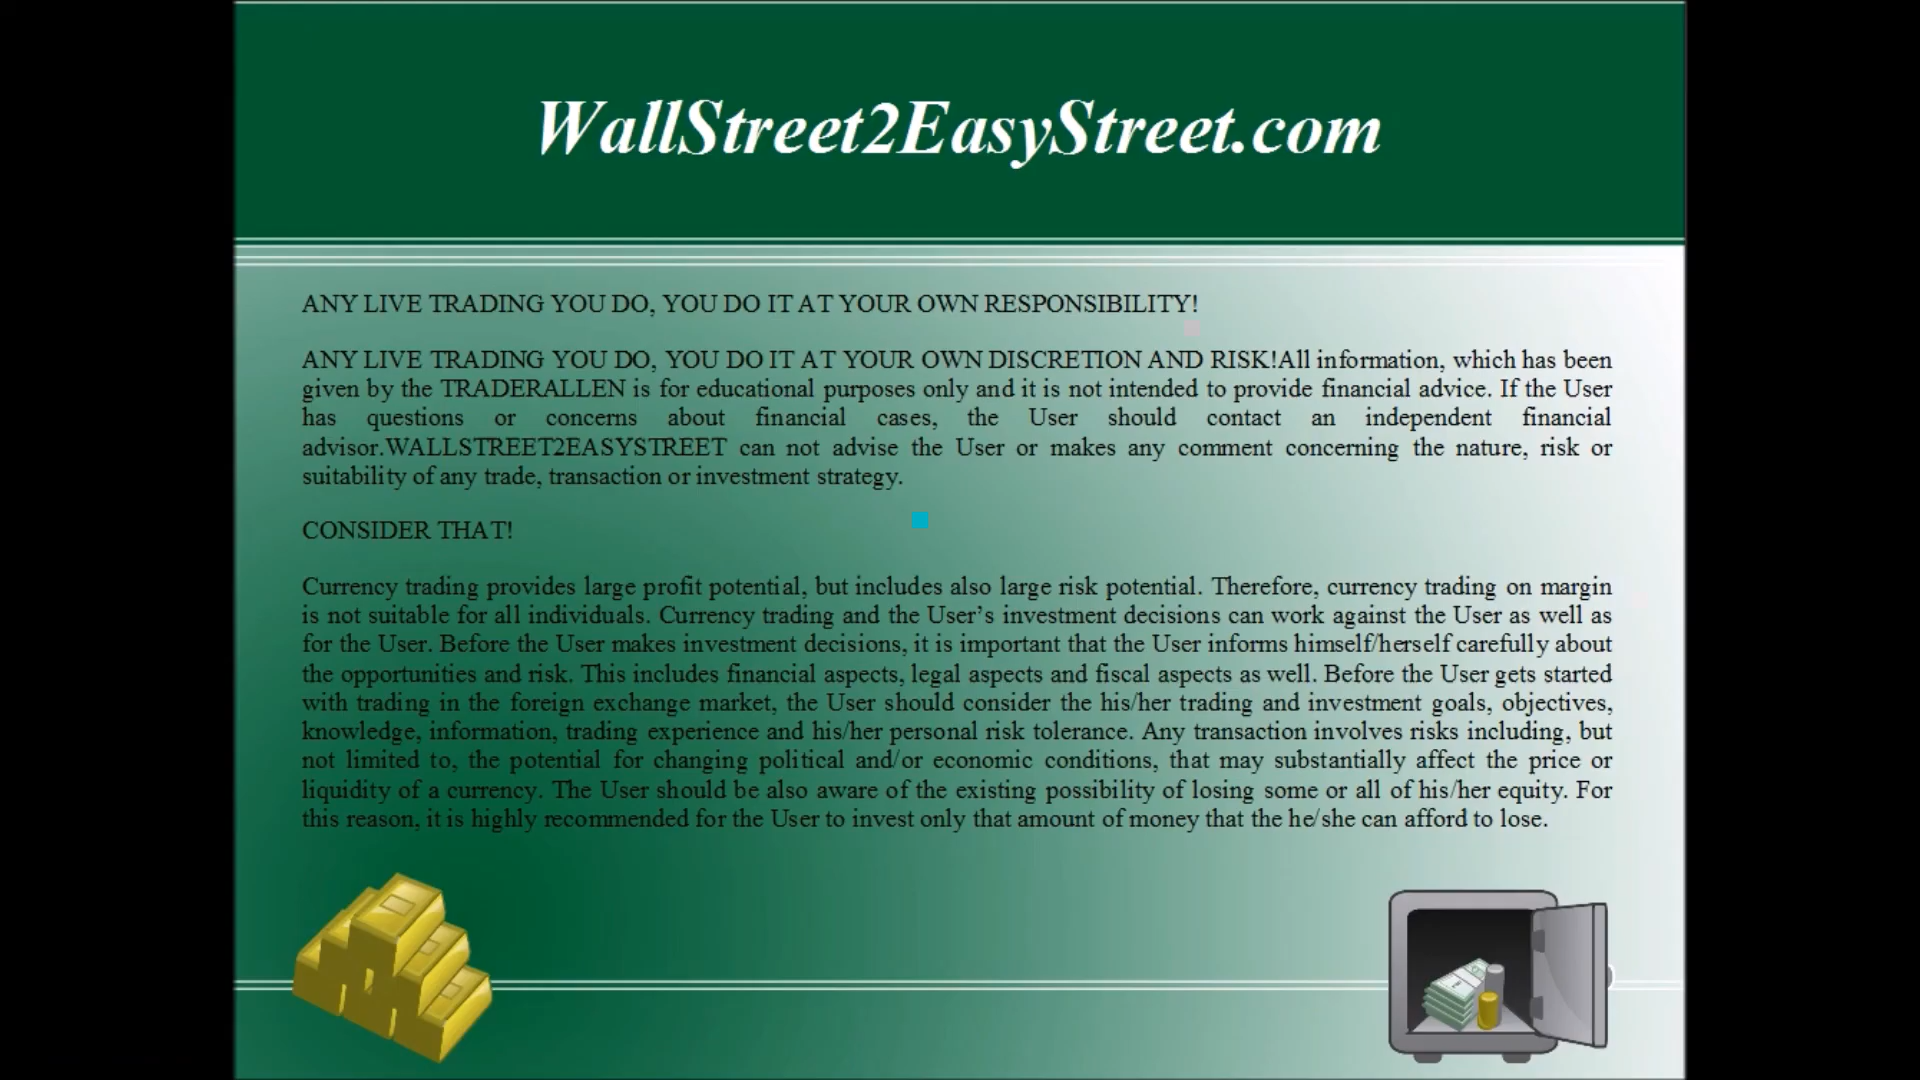 WallStreet2EasyStreet.com
ANY LIVE TRADING YOU DO, YOU DO IT AT YOUR OWN RESPONSIBILITY!
ANY LIVE TRADING YOU DO, YOU DO IT AT YOUR OWN DISCRETION AND RISK!All information, which has been
given by the TRADERALLEN is for educational purposes only and it is not intended to provide financial advice. If the User
has questions or concerns about financial cases, the User should contact an independent financial
advisor.WALLSTREET2EASYSTREET can not advise the User or makes any comment concerning the nature, risk or
suitability of any trade, transaction or investment strategy.
CONSIDER THAT!
Currency trading provides large profit potential, but includes also large risk potential. Therefore, currency trading on margin
is not suitable for all individuals. Currency trading and the User’s investment decisions can work against the User as well as
for the User. Before the User makes investment decisions, it is important that the User informs himself/herself carefully about
the opportunities and risk. This includes financial aspects, legal aspects and fiscal aspects as well. Before the User gets started
with trading in the foreign exchange market, the User should consider the his/her trading and investment goals, objectives,
knowledge, information, trading experience and his/her personal risk tolerance. Any transaction involves risks including, but
not limited to, the potential for changing political and/or economic conditions, that may substantially affect the price or
liquidity of a currency. The User should be also aware of the existing possibility of losing some or all of his/her equity. For
this reason, it is highly recommended for the User to invest only that amount of money that the he/she can afford to lose.